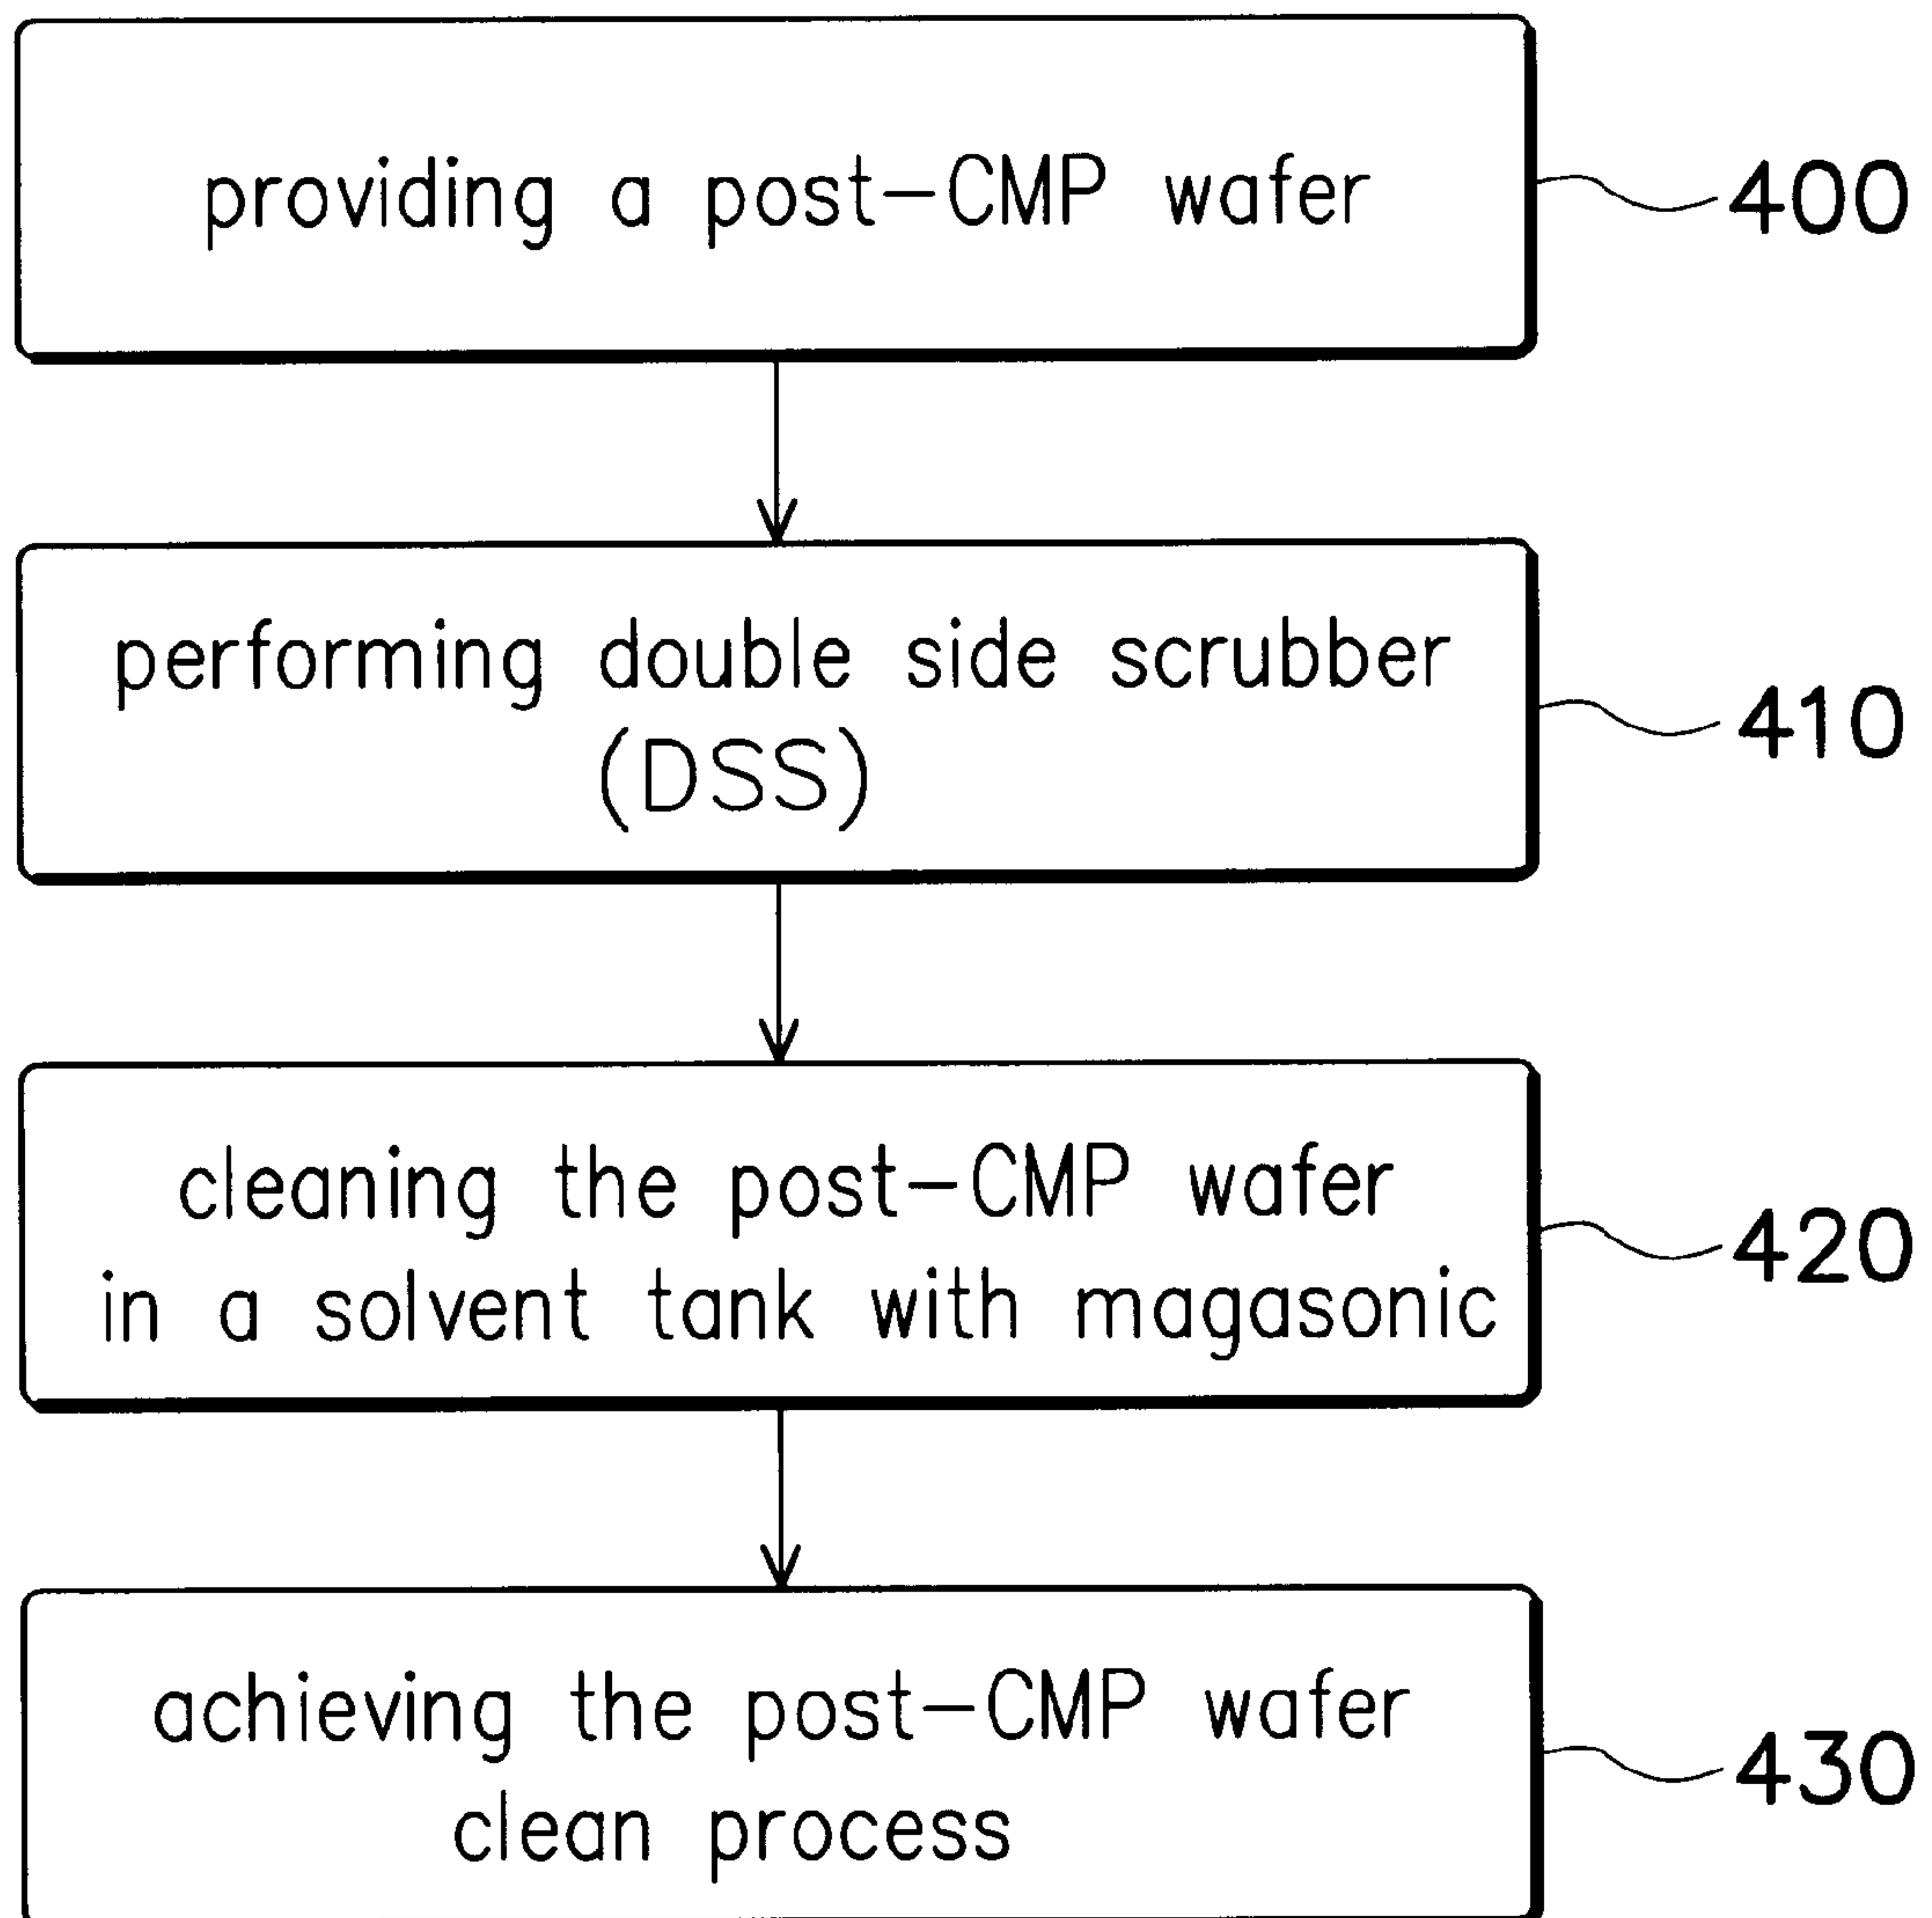 providing a post-CMP wafer
400
performing double side scrubber
(DSS)
410
cleaning the post-CMP wafer
in a solvent tank with magasonic
420
achieving the post-CMP wafer
clean process
430